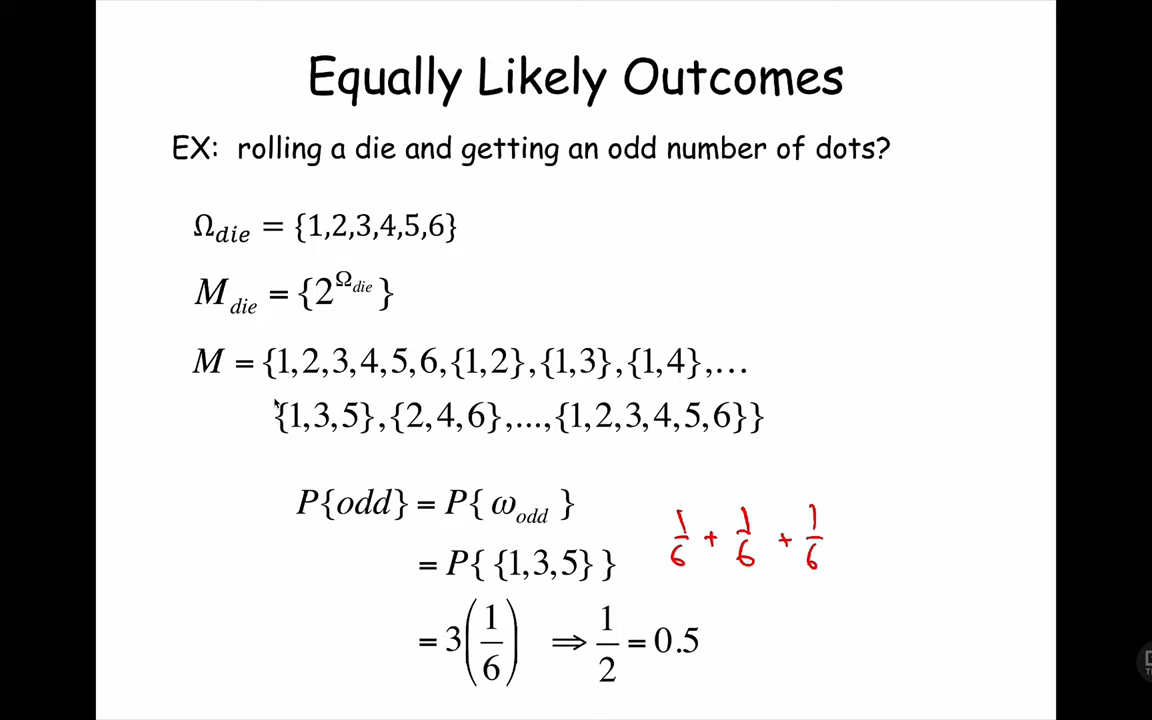 Equally Likely Outcomes
EX: rolling a die and getting an odd number of dots?
Ω_die = {1,2,3,4,5,6}
M_die = {2^Ω_die}
M = {1,2,3,4,5,6,{1,2},{1,3},{1,4},…
{1,3,5},{2,4,6},...,{1,2,3,4,5,6}}
P{odd} = P{ ω_odd }
= P{ {1,3,5} }
1/6 + 1/6 + 1/6
= 3(1/6) ⇒ 1/2 = 0.5